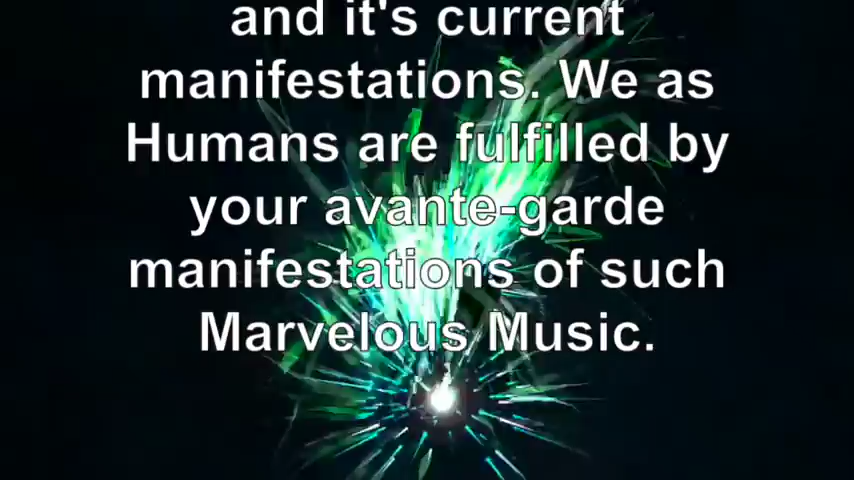 and it's current
manifestations. We as
Humans are fulfilled by
your avante-garde
manifestations of such
Marvelous Music.